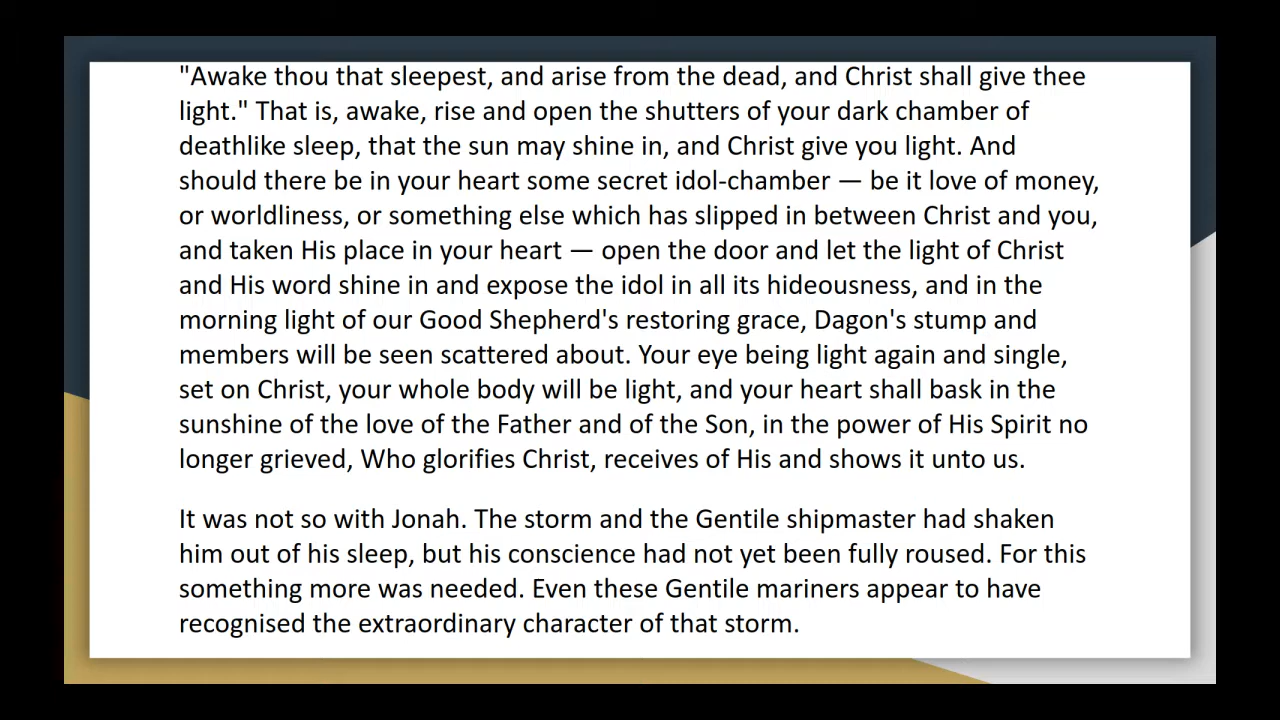 "Awake thou that sleepest, and arise from the dead, and Christ shall give thee
light." That is, awake, rise and open the shutters of your dark chamber of
deathlike sleep, that the sun may shine in, and Christ give you light. And
should there be in your heart some secret idol-chamber — be it love of money,
or worldliness, or something else which has slipped in between Christ and you,
and taken His place in your heart — open the door and let the light of Christ
and His word shine in and expose the idol in all its hideousness, and in the
morning light of our Good Shepherd's restoring grace, Dagon's stump and
members will be seen scattered about. Your eye being light again and single,
set on Christ, your whole body will be light, and your heart shall bask in the
sunshine of the love of the Father and of the Son, in the power of His Spirit no
longer grieved, Who glorifies Christ, receives of His and shows it unto us.
It was not so with Jonah. The storm and the Gentile shipmaster had shaken
him out of his sleep, but his conscience had not yet been fully roused. For this
something more was needed. Even these Gentile mariners appear to have
recognised the extraordinary character of that storm.